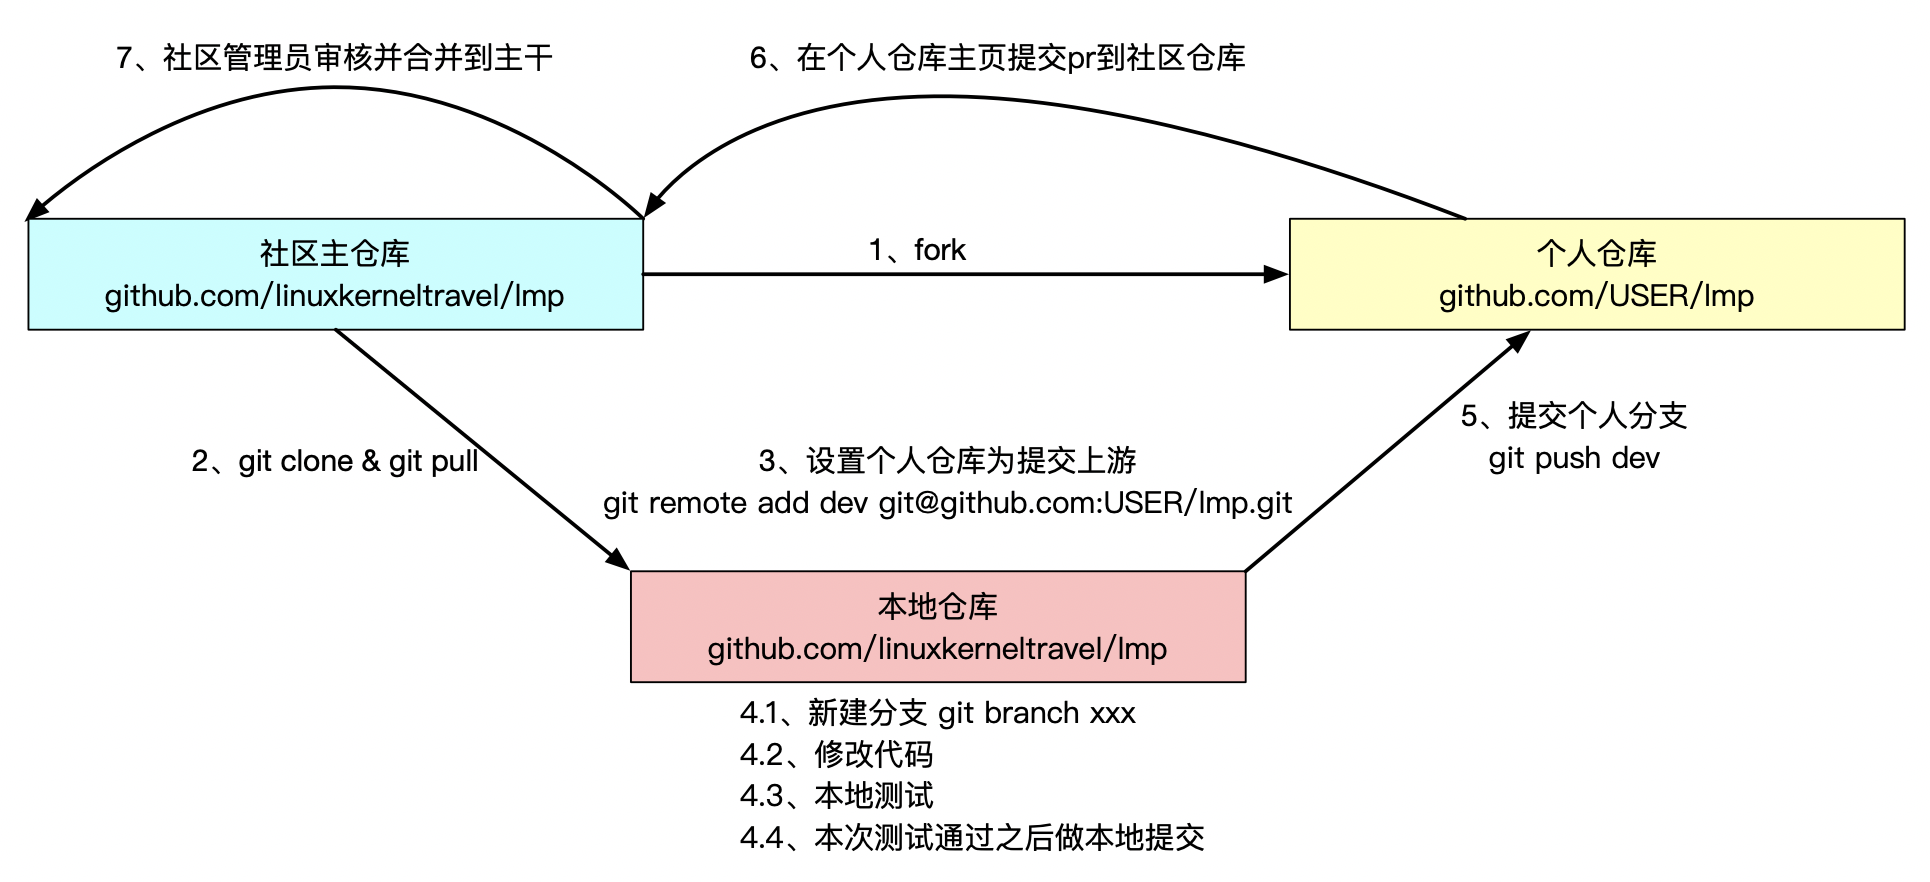 7、社区管理员审核并合并到主干
6、在个人仓库主页提交pr到社区仓库
社区主仓库
github.com/linuxkerneltravel/lmp
1、fork
个人仓库
github.com/USER/lmp
2、git clone & git pull
3、设置个人仓库为提交上游
git remote add dev git@github.com:USER/lmp.git
5、提交个人分支
git push dev
本地仓库
github.com/linuxkerneltravel/lmp
4.1、新建分支 git branch xxx
4.2、修改代码
4.3、本地测试
4.4、本次测试通过之后做本地提交